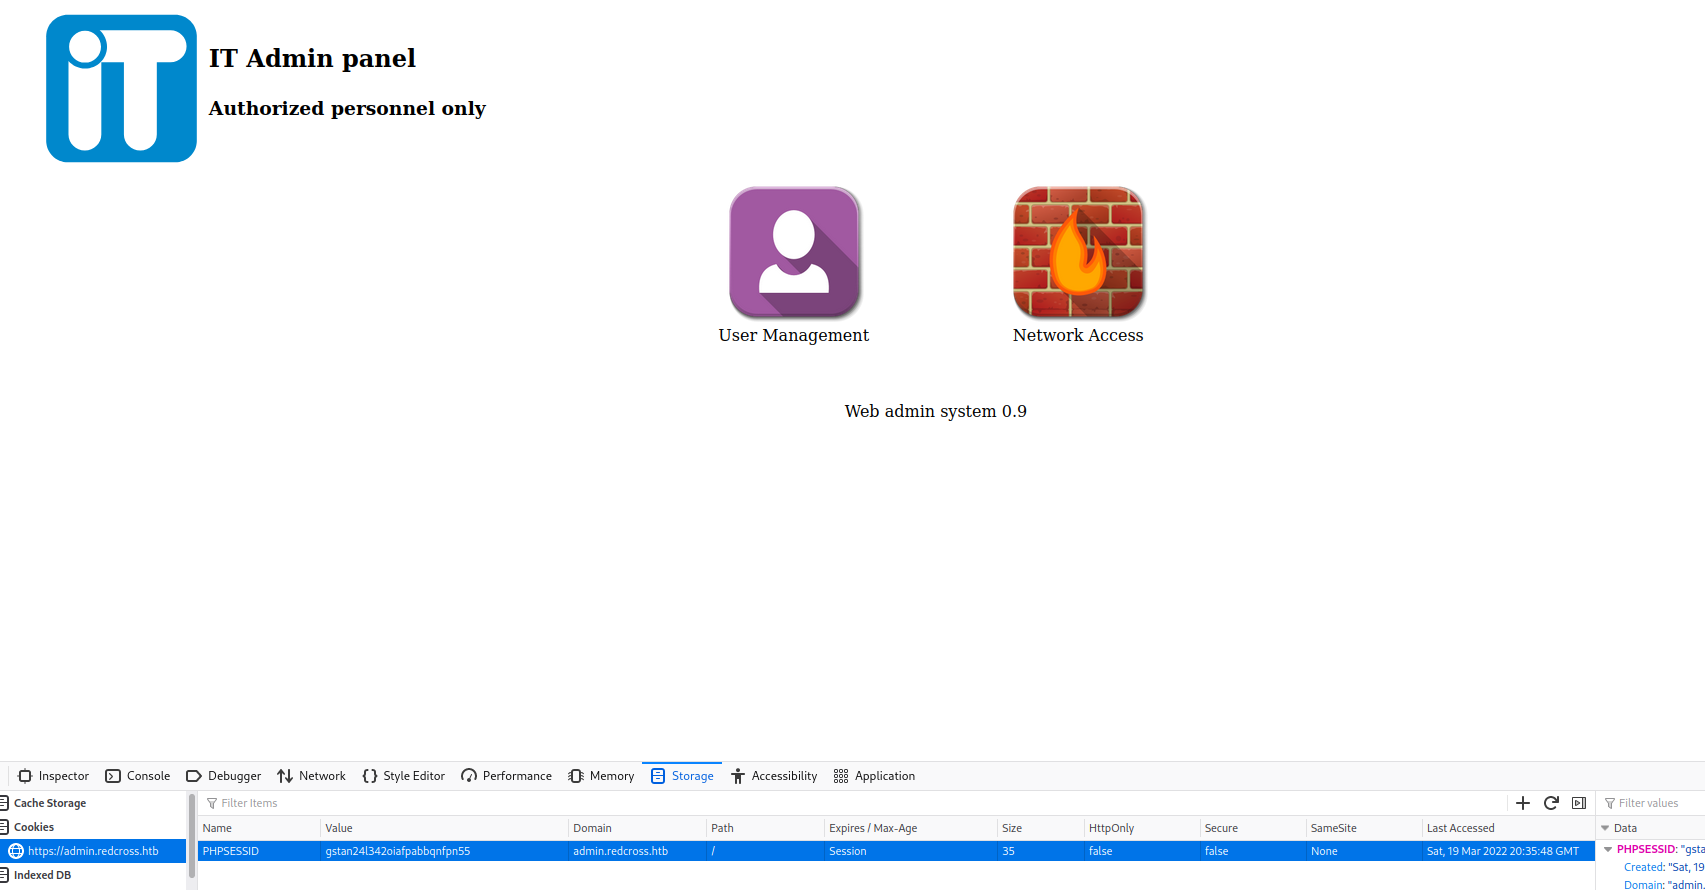 iT
IT Admin panel
Authorized personnel only
User Management Network Access
Web admin system 0.9
Inspector Console Debugger Network Style Editor Performance Memory Storage Accessibility Application
Cache Storage
Cookies
https://admin.redcross.htb
Indexed DB
Filter Items
Name Value Domain Path Expires / Max-Age Size HttpOnly Secure SameSite Last Accessed
PHPSESSID gstan24l342oiafpabbqnfpn55 admin.redcross.htb / Session 35 false false None Sat, 19 Mar 2022 20:35:48 GMT
Filter values
Data
PHPSESSID: "gsta
Created: "Sat, 19
Domain: "admin.